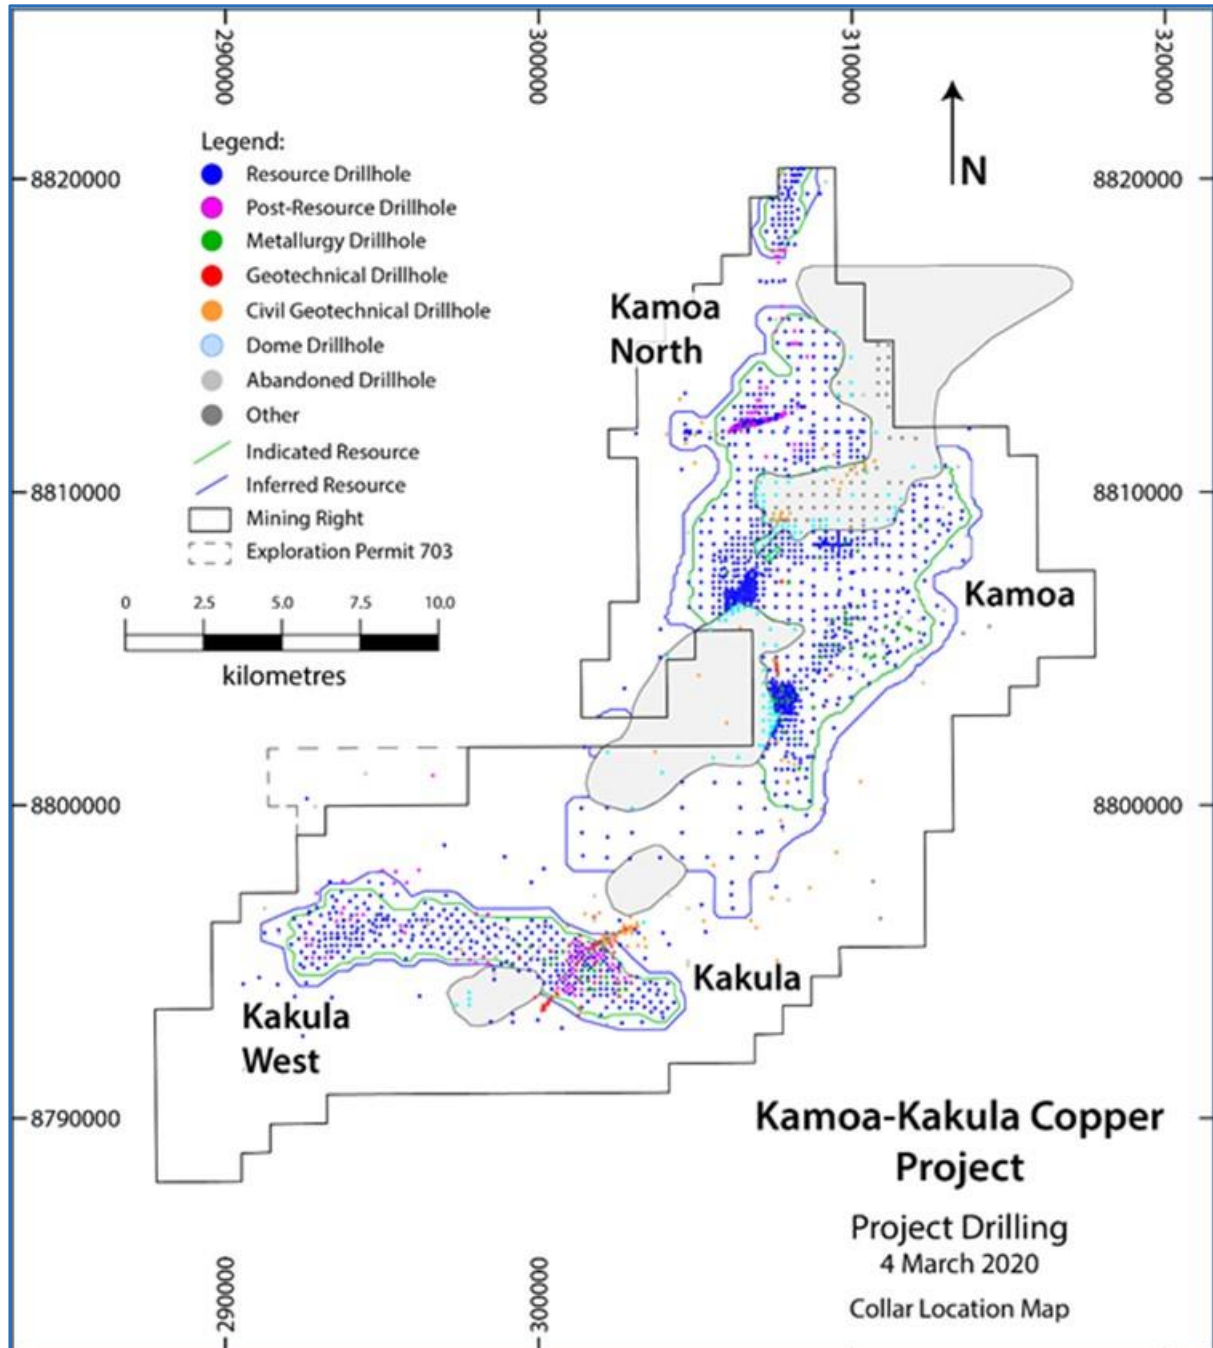 290000
300000
310000
320000
N
8820000
8820000
Legend:
Resource Drillhole
Post-Resource Drillhole
Metallurgy Drillhole
Geotechnical Drillhole
Civil Geotechnical Drillhole
Dome Drillhole
Abandoned Drillhole
Other
Indicated Resource
Inferred Resource
Mining Right
Exploration Permit 703
Kamoa
North
8810000
8810000
0 2.5 5.0 7.5 10.0
kilometres
Kamoa
8800000
8800000
Kakula
Kakula
West
8790000
Kamoa-Kakula Copper
Project
Project Drilling
4 March 2020
Collar Location Map
290000
300000